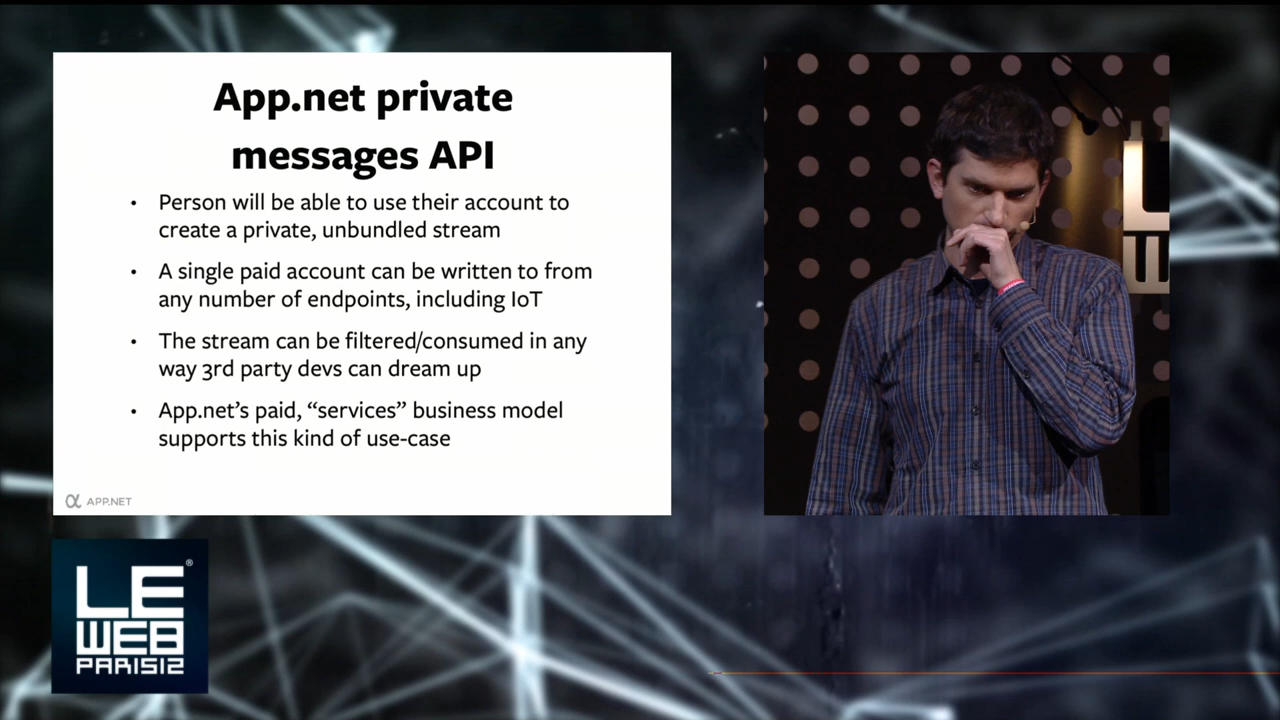 App.net private
messages API
• Person will be able to use their account to
create a private, unbundled stream
• A single paid account can be written to from
any number of endpoints, including IoT
• The stream can be filtered/consumed in any
way 3rd party devs can dream up
• App.net’s paid, “services” business model
supports this kind of use-case
α APP.NET
LE®
WEB
PARIS12